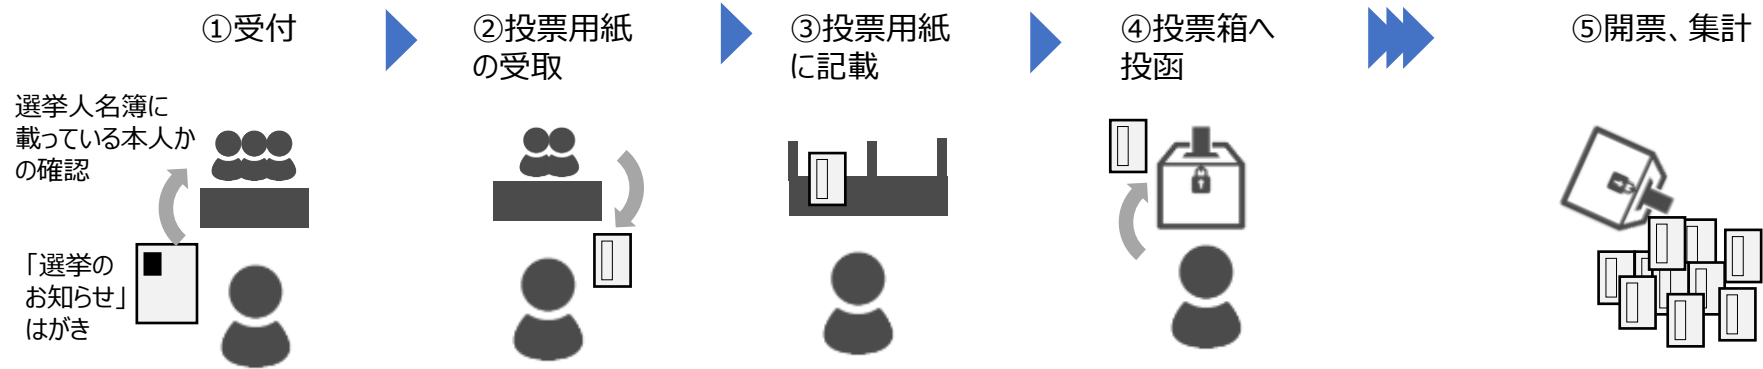 ①受付
②投票用紙
の受取
③投票用紙
に記載
④投票箱へ
投函
⑤開票、集計
選挙人名簿に
載っている本人か
の確認
「選挙の
お知らせ」
はがき